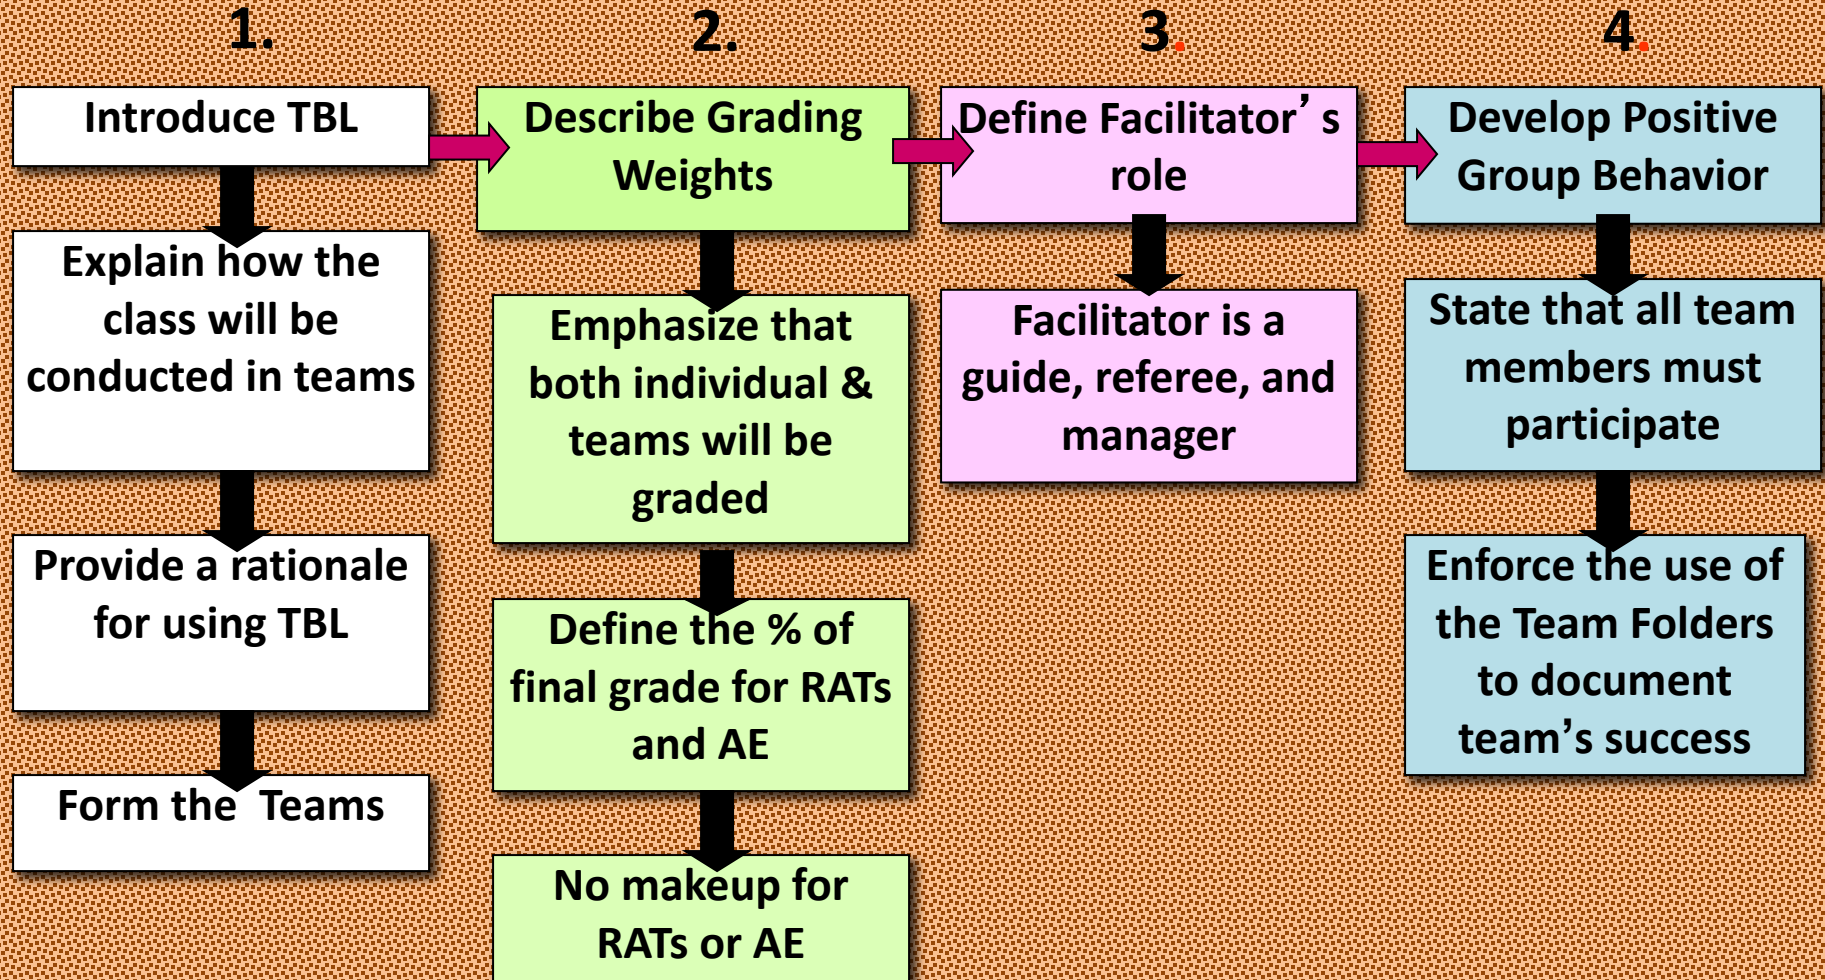 1.
Introduce TBL
Explain how the
class will be
conducted in teams
Provide a rationale
for using TBL
Form the Teams
2.
Describe Grading
Weights
Emphasize that
both individual &
teams will be
graded
Define the % of
final grade for RATs
and AE
No makeup for
RATs or AE
3.
Define Facilitator’s
role
Facilitator is a
guide, referee, and
manager
4.
Develop Positive
Group Behavior
State that all team
members must
participate
Enforce the use of
the Team Folders
to document
team’s success